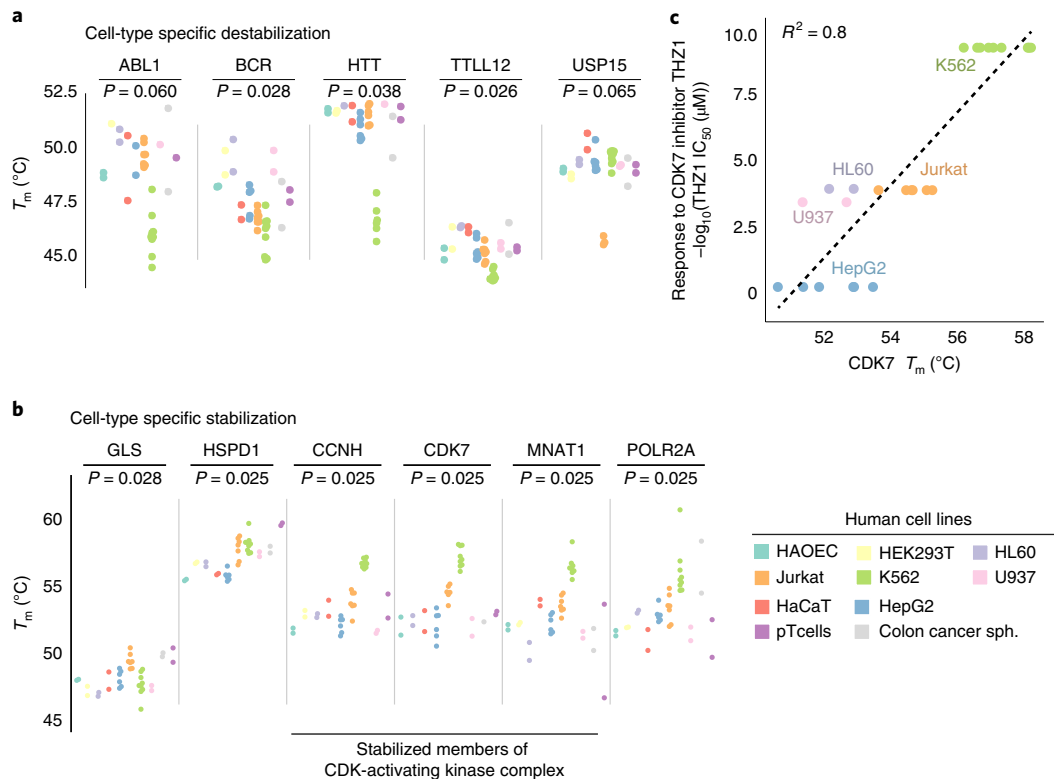 a
Cell-type specific destabilization
ABL1 BCR HTT TTLL12 USP15
P = 0.060 P = 0.028 P = 0.038 P = 0.026 P = 0.065
52.5
50.0
47.5
45.0
Tm (°C)
b
Cell-type specific stabilization
GLS HSPD1 CCNH CDK7 MNAT1 POLR2A
P = 0.028 P = 0.025 P = 0.025 P = 0.025 P = 0.025 P = 0.025
60
55
50
45
Tm (°C)
Stabilized members of
CDK-activating kinase complex
c
R² = 0.8
10.0
7.5
5.0
2.5
0
Response to CDK7 inhibitor THZ1
−log₁₀(THZ1 IC₅₀ (μM))
K562
HL60
Jurkat
U937
HepG2
52 54 56 58
CDK7 Tm (°C)
Human cell lines
HAOEC HEK293T HL60
Jurkat K562 U937
HaCaT HepG2
pTcells Colon cancer sph.